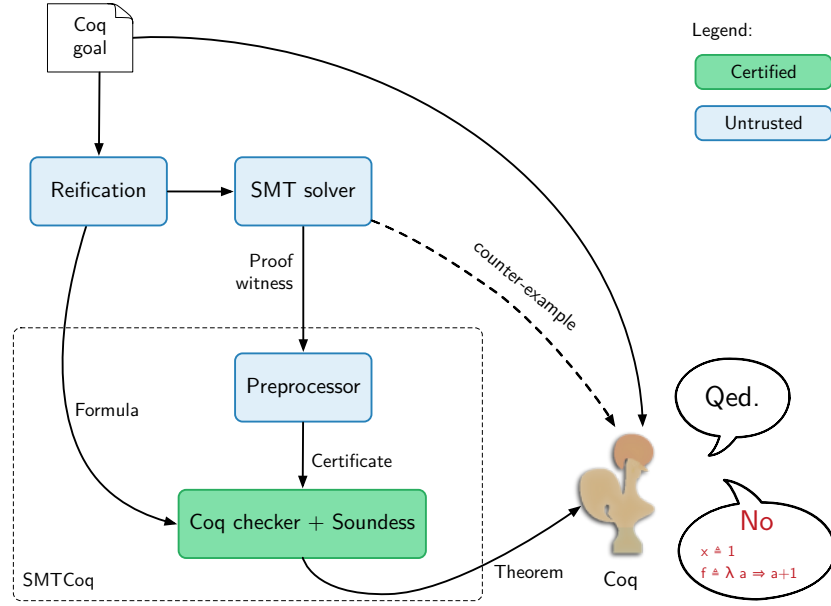 Coq
goal
Legend:
Certified
Untrusted
Reification
SMT solver
Proof
witness
counter-example
Preprocessor
Qed.
Formula
Certificate
Coq checker + Soundess
No
x ≜ 1
f ≜ λ a ⇒ a+1
SMTCoq
Theorem
Coq